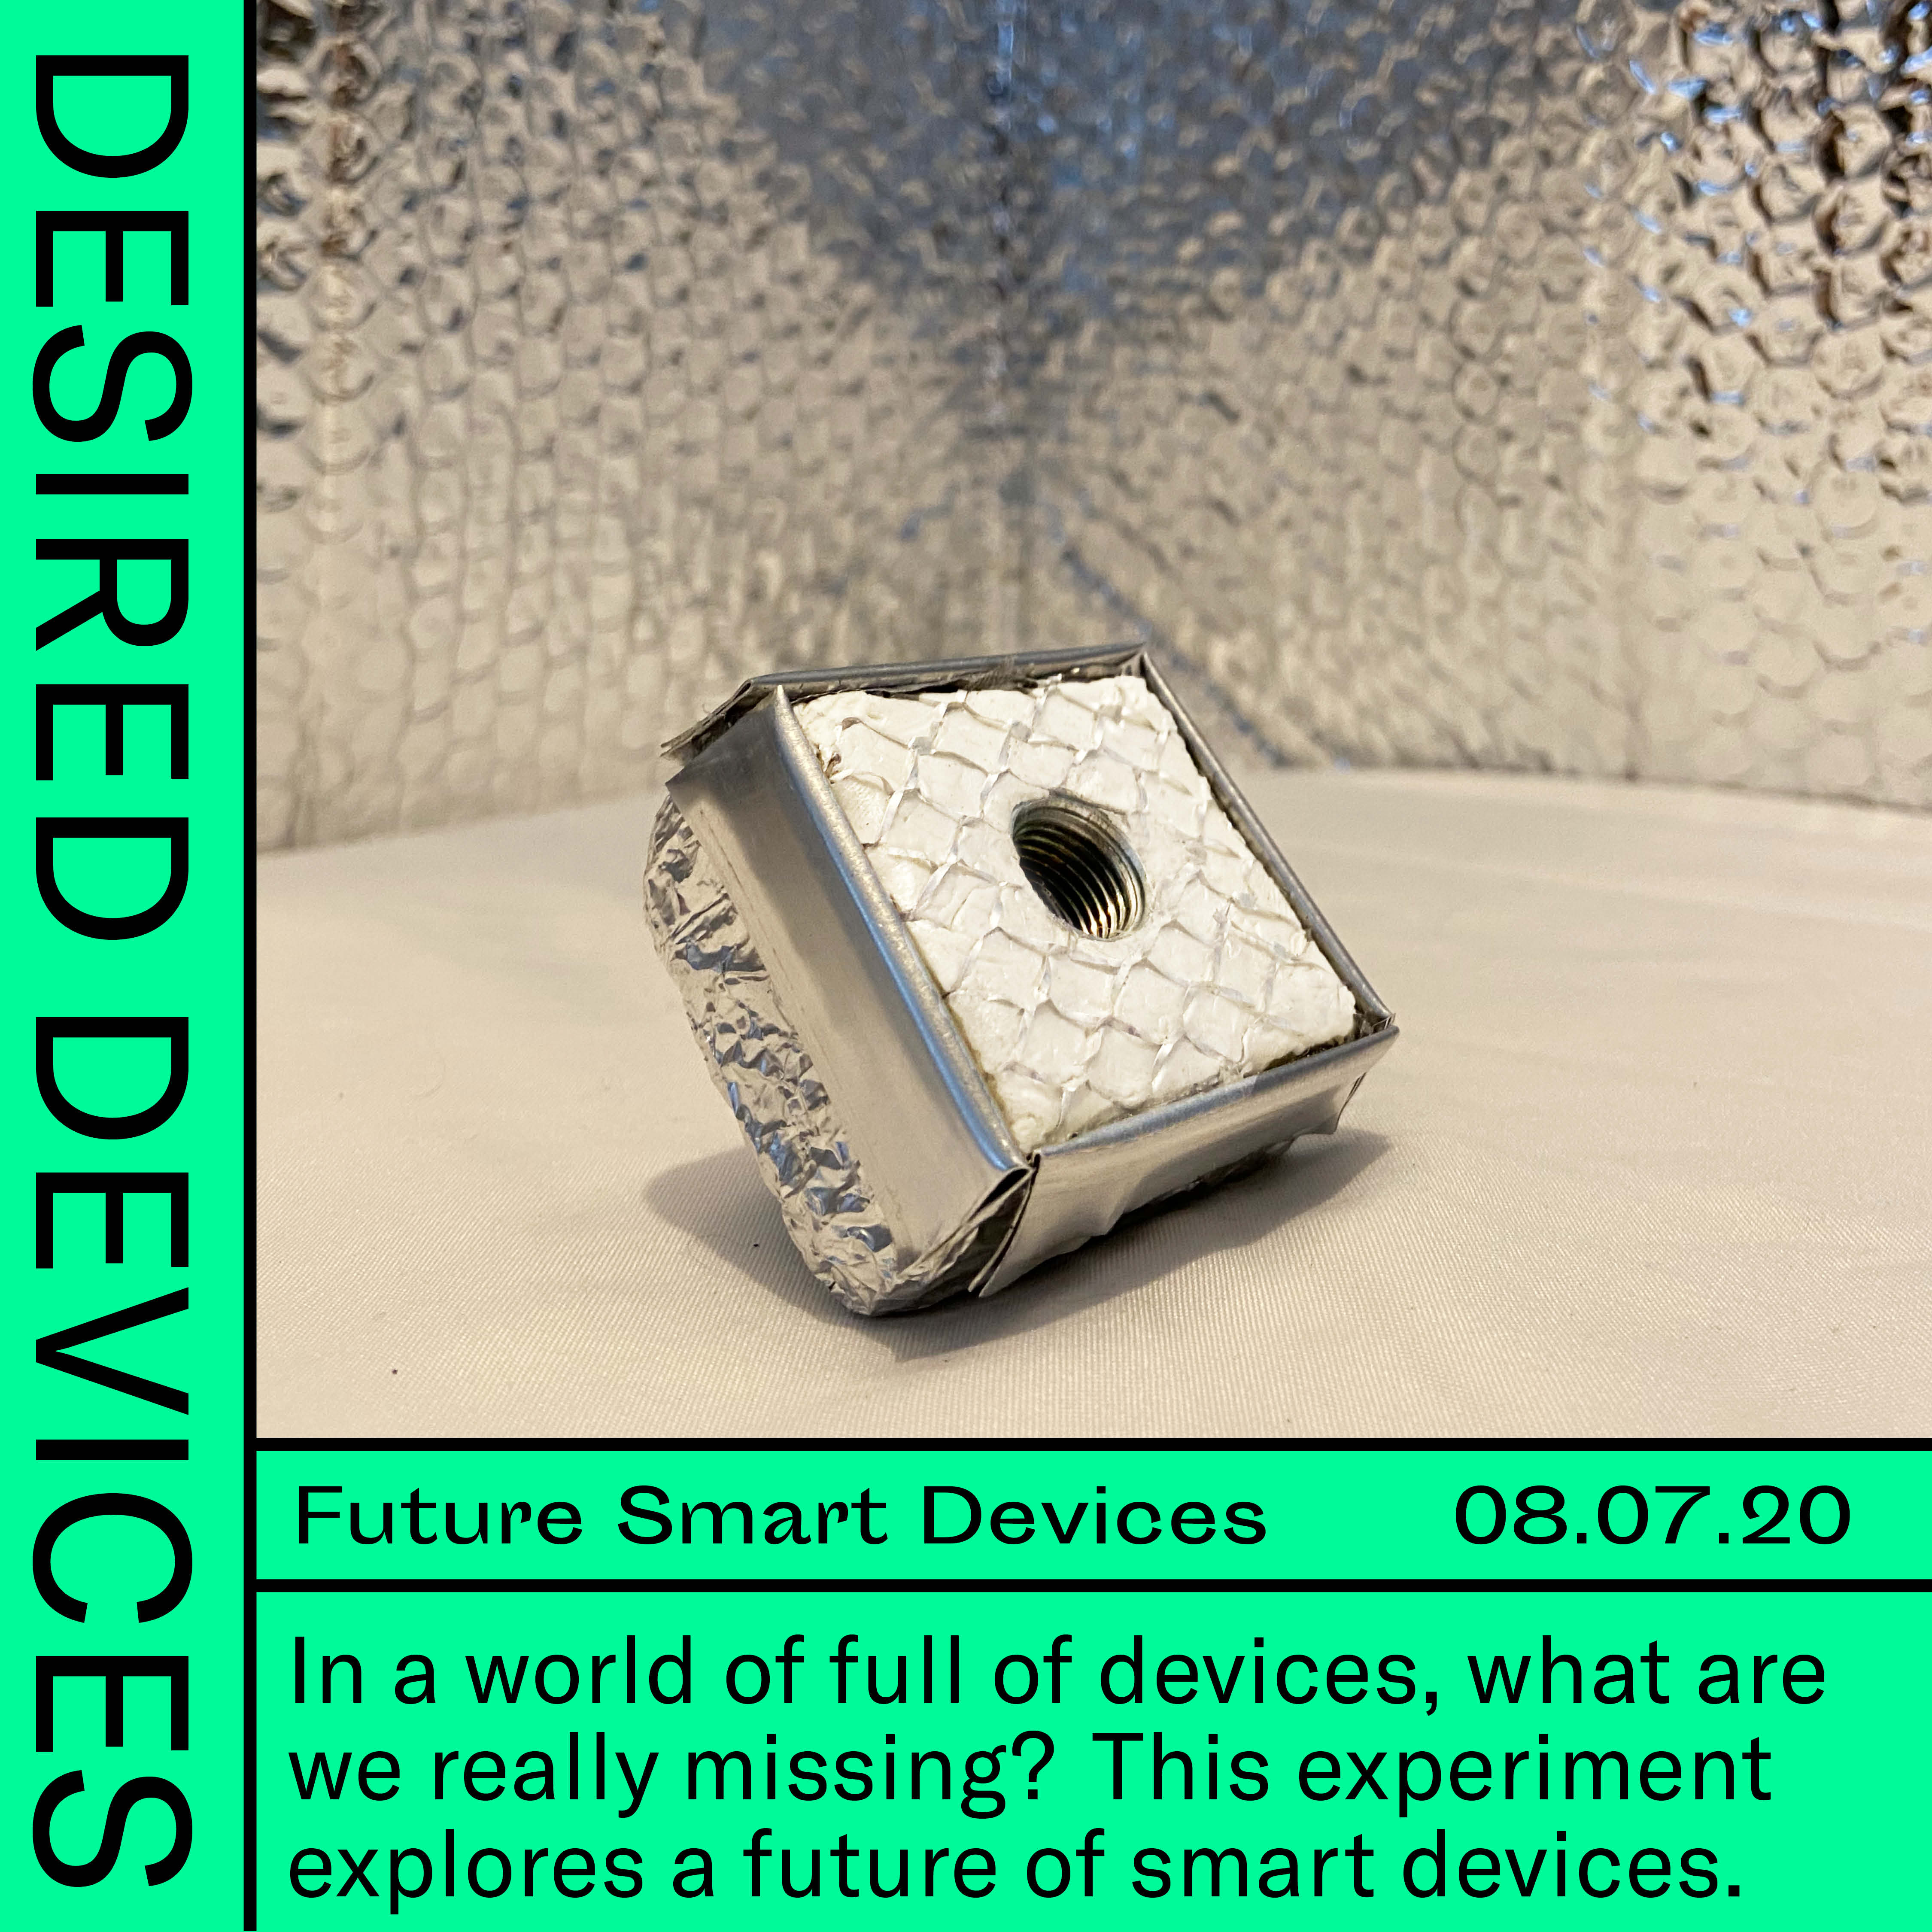 DESIRED DEVICES
Future Smart Devices 08.07.20
In a world of full of devices, what are
we really missing? This experiment
explores a future of smart devices.